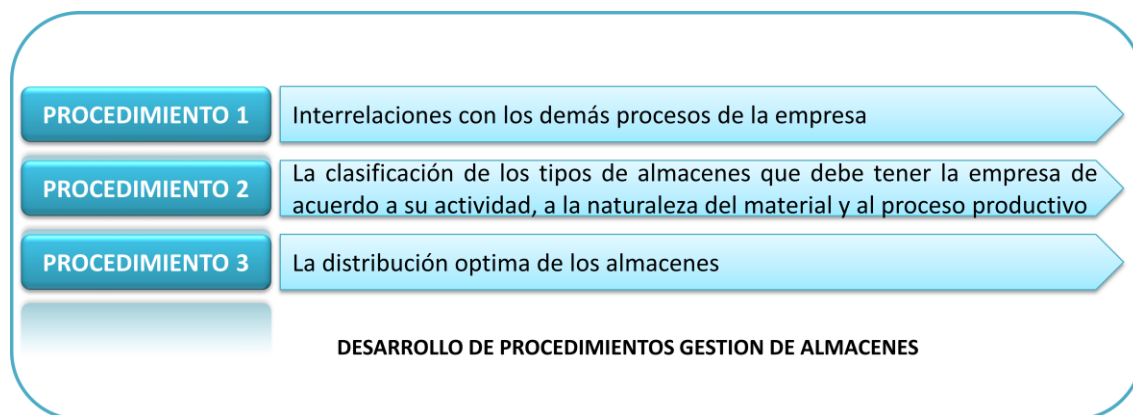 PROCEDIMIENTO 1
Interrelaciones con los demás procesos de la empresa
PROCEDIMIENTO 2
La clasificación de los tipos de almacenes que debe tener la empresa de
acuerdo a su actividad, a la naturaleza del material y al proceso productivo
PROCEDIMIENTO 3
La distribución optima de los almacenes
DESARROLLO DE PROCEDIMIENTOS GESTION DE ALMACENES